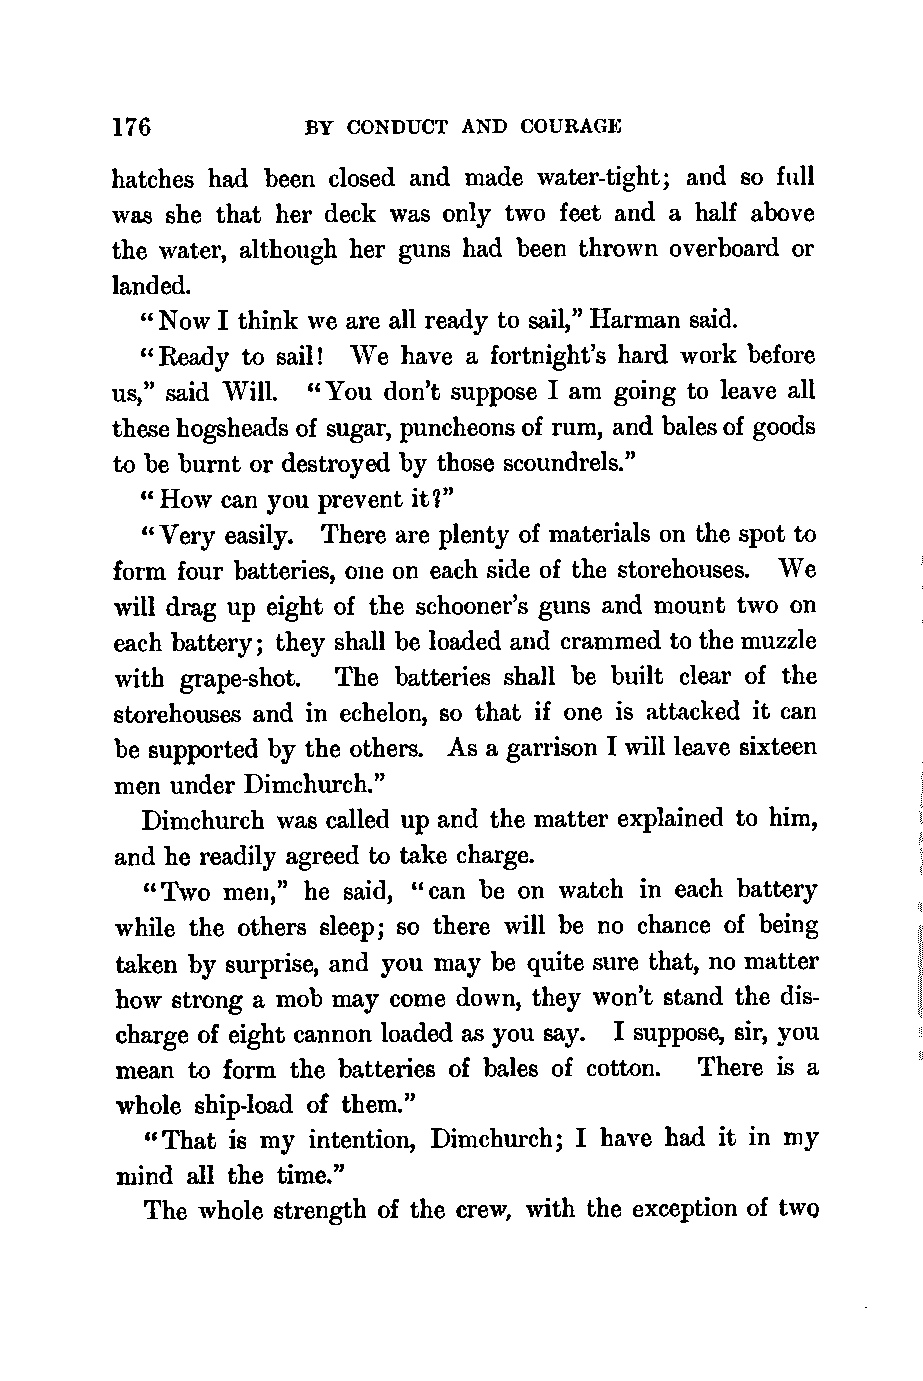 176 BY CONDUCT AND COURAGE
hatches had been closed and made water-tight; and so full
was she that her deck was only two feet and a half above
the water, although her guns had been thrown overboard or
landed.
"Now I think we are all ready to sail," Harman said.
"Ready to sail! We have a fortnight's hard work before
us," said Will. "You don't suppose I am going to leave all
these hogsheads of sugar, puncheons of rum, and bales of goods
to be burnt or destroyed by those scoundrels."
"How can you prevent it?"
"Very easily. There are plenty of materials on the spot to
form four batteries, one on each side of the storehouses. We
will drag up eight of the schooner's guns and mount two on
each battery; they shall be loaded and crammed to the muzzle
with grape-shot. The batteries shall be built clear of the
storehouses and in echelon, so that if one is attacked it can
be supported by the others. As a garrison I will leave sixteen
men under Dimchurch."
Dimchurch was called up and the matter explained to him,
and he readily agreed to take charge.
"Two men," he said, "can be on watch in each battery
while the others sleep; so there will be no chance of being
taken by surprise, and you may be quite sure that, no matter
how strong a mob may come down, they won't stand the dis-
charge of eight cannon loaded as you say. I suppose, sir, you
mean to form the batteries of bales of cotton. There is a
whole ship-load of them."
"That is my intention, Dimchurch; I have had it in my
mind all the time."
The whole strength of the crew, with the exception of two